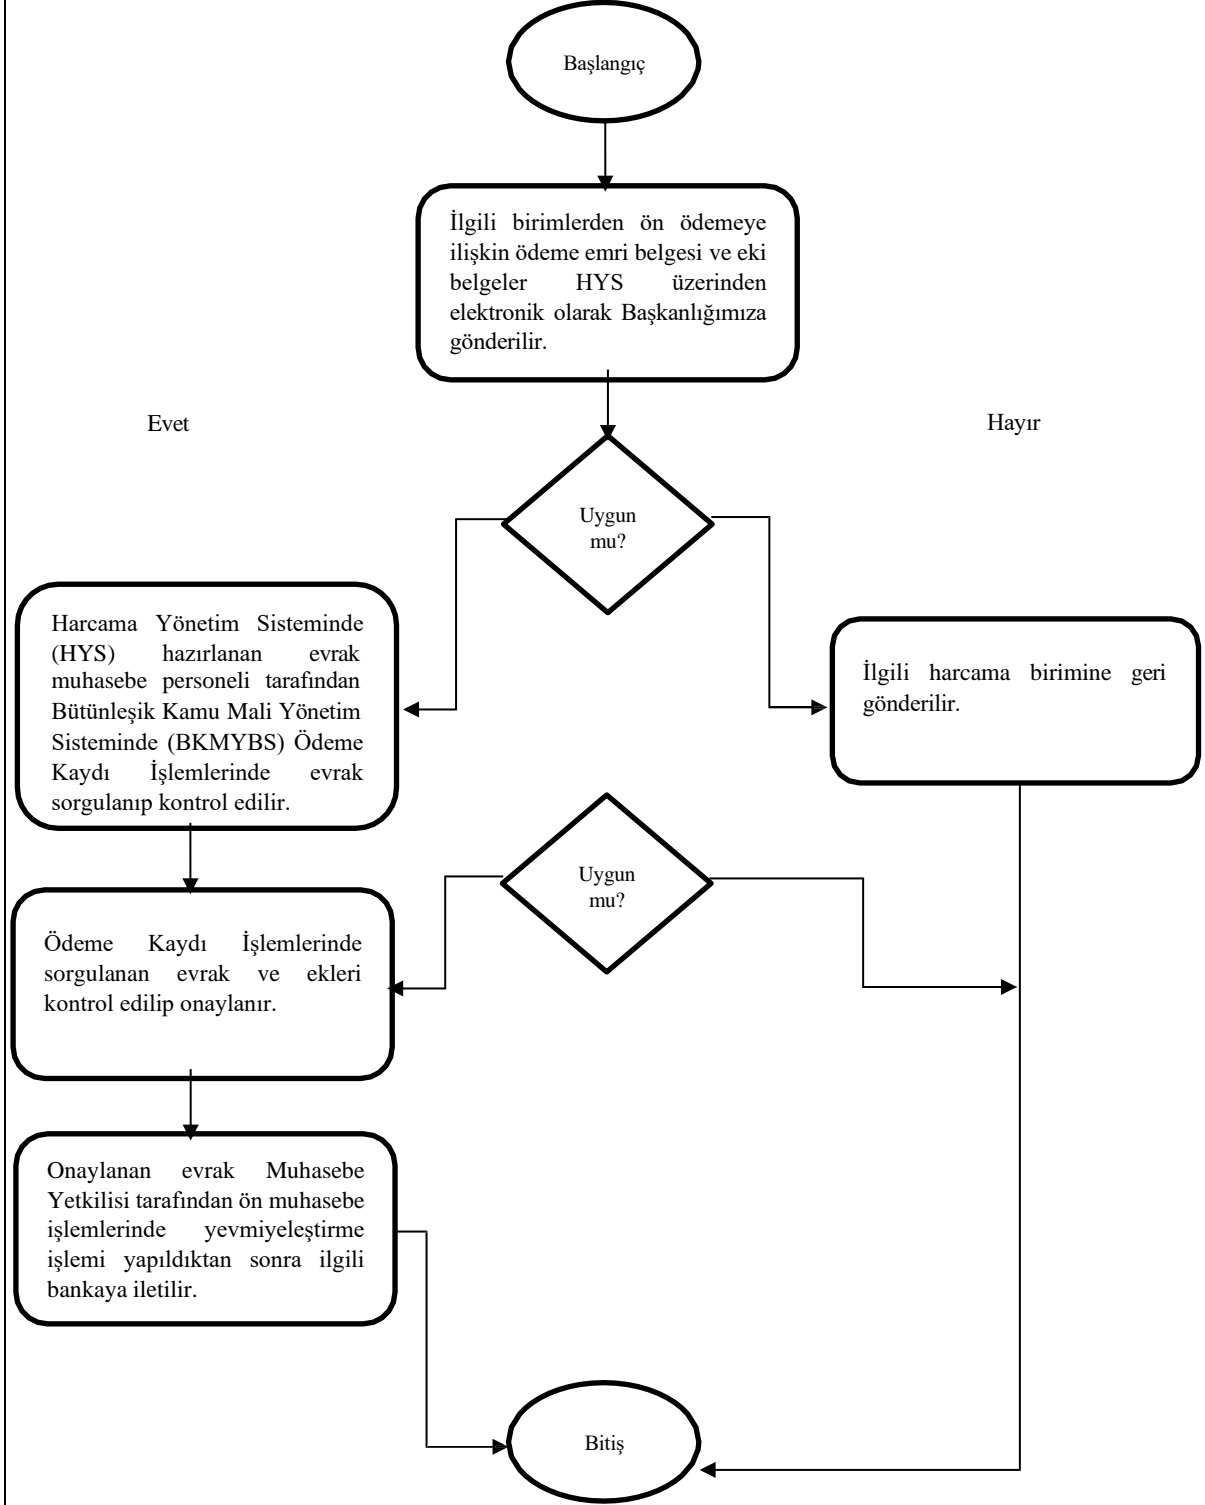 Başlangıç
İlgili birimlerden ön ödemeye
ilişkin ödeme emri belgesi ve eki
belgeler HYS üzerinden
elektronik olarak Başkanlığımıza
gönderilir.
Evet
Hayır
Uygun
mu?
Harcama Yönetim Sisteminde
(HYS) hazırlanan evrak
muhasebe personeli tarafından
Bütünleşik Kamu Mali Yönetim
Sisteminde (BKMYBS) Ödeme
Kaydı İşlemlerinde evrak
sorgulanıp kontrol edilir.
İlgili harcama birimine geri
gönderilir.
Uygun
mu?
Ödeme Kaydı İşlemlerinde
sorgulanan evrak ve ekleri
kontrol edilip onaylanır.
Onaylanan evrak Muhasebe
Yetkilisi tarafından ön muhasebe
işlemlerinde yevmiyeleştirme
işlemi yapıldıktan sonra ilgili
bankaya iletilir.
Bitiş